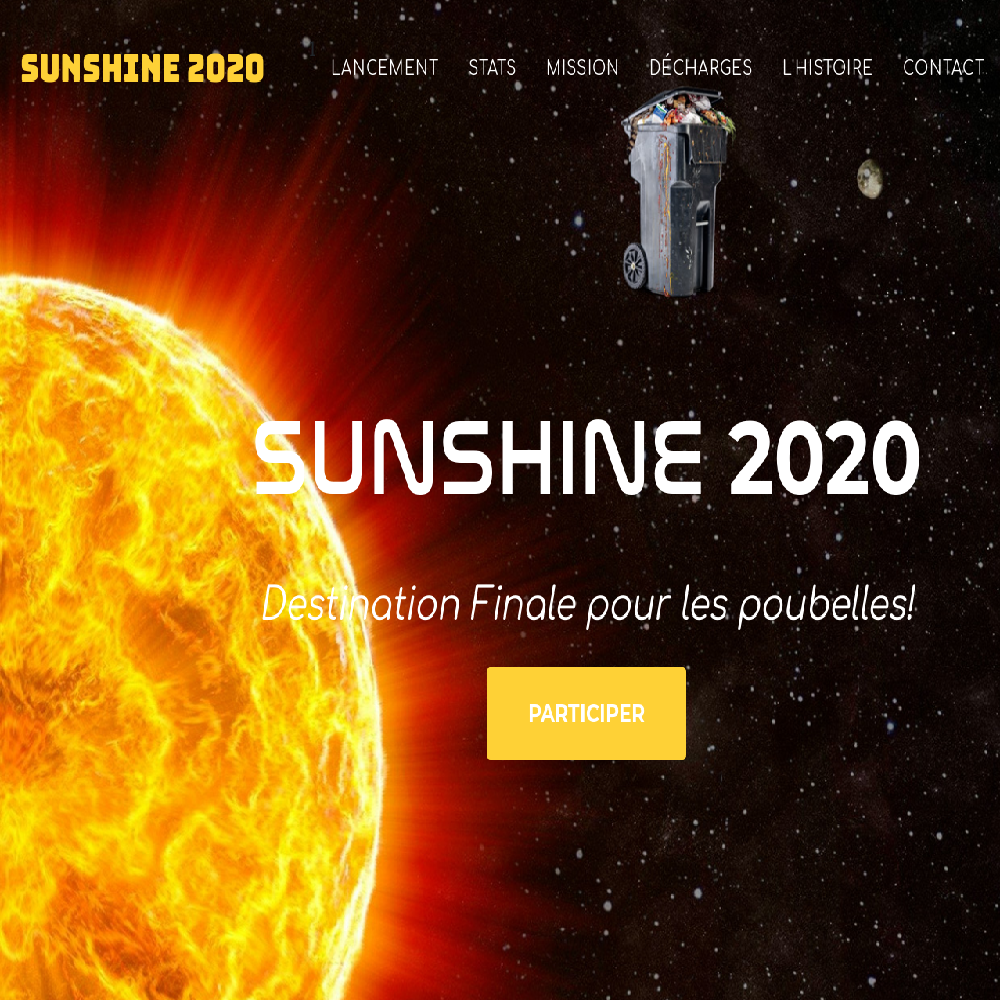 SUNSHINE 2020
LANCEMENT STATS MISSION DÉCHARGES L'HISTOIRE CONTACT
SUNSHINE 2020
Destination Finale pour les poubelles!
PARTICIPER